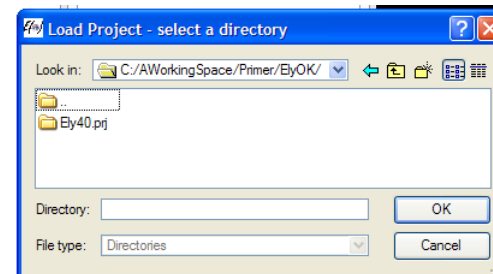 Load Project - select a directory
Look in: C:/AWorkingSpace/Primer/ElyOK/
..
Ely40.prj
Directory: OK
File type: Directories Cancel